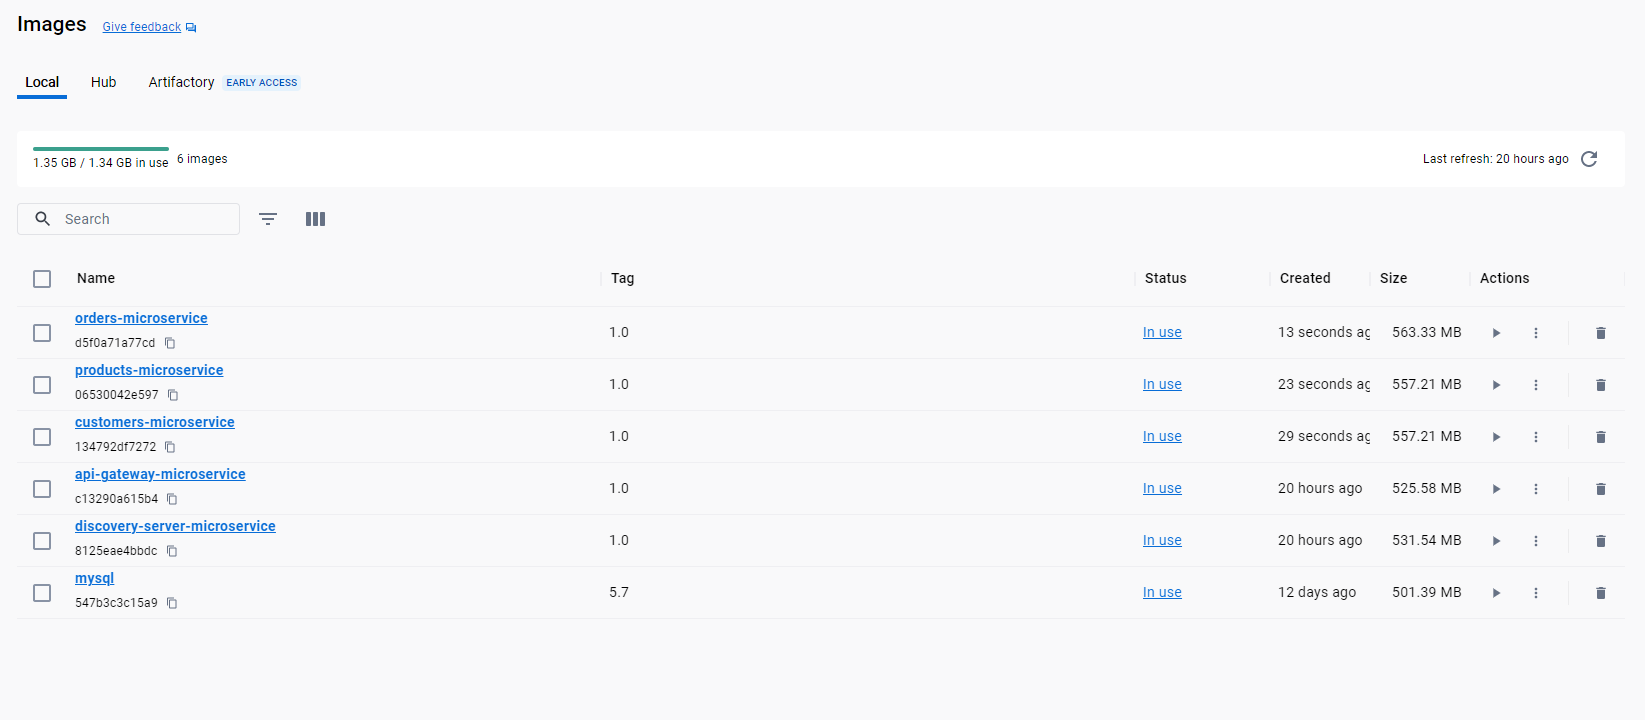 Images Give feedback
Local Hub Artifactory EARLY ACCESS
1.35 GB / 1.34 GB in use 6 images Last refresh: 20 hours ago
Search
Name Tag Status Created Size Actions
orders-microservice
d5f0a71a77cd 1.0 In use 13 seconds ag 563.33 MB
products-microservice
06530042e597 1.0 In use 23 seconds ag 557.21 MB
customers-microservice
134792df7272 1.0 In use 29 seconds ag 557.21 MB
api-gateway-microservice
c13290a615b4 1.0 In use 20 hours ago 525.58 MB
discovery-server-microservice
8125eae4bbdc 1.0 In use 20 hours ago 531.54 MB
mysql
547b3c3c15a9 5.7 In use 12 days ago 501.39 MB